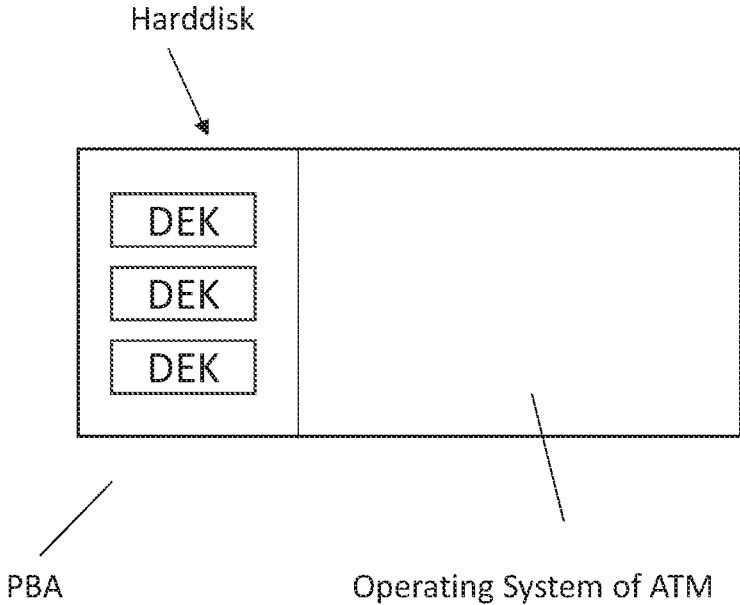 Harddisk
DEK
DEK
DEK
PBA
Operating System of ATM